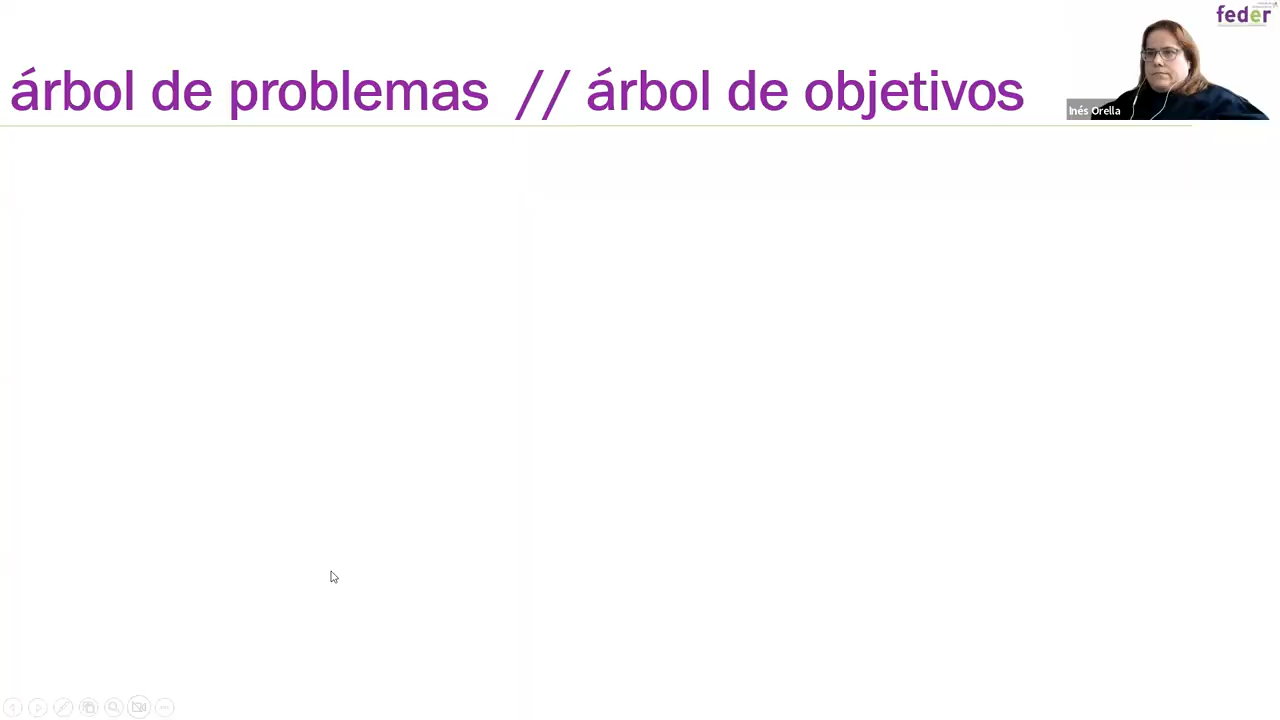 feder
árbol de problemas // árbol de objetivos
Inés Orella